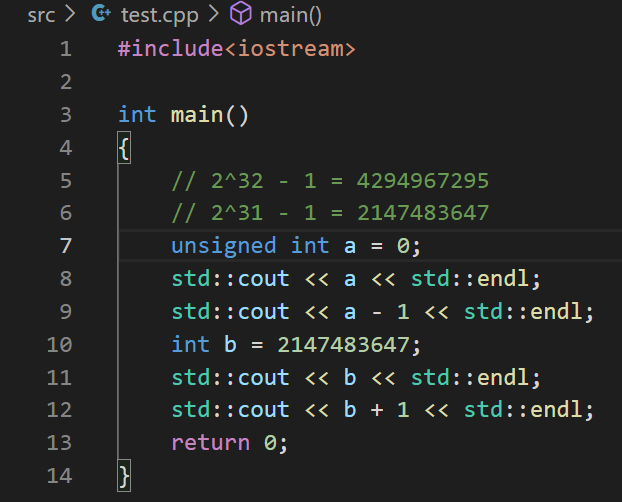 src > test.cpp > main()
1 #include<iostream>
2
3 int main()
4 {
5 // 2^32 - 1 = 4294967295
6 // 2^31 - 1 = 2147483647
7 unsigned int a = 0;
8 std::cout << a << std::endl;
9 std::cout << a - 1 << std::endl;
10 int b = 2147483647;
11 std::cout << b << std::endl;
12 std::cout << b + 1 << std::endl;
13 return 0;
14 }